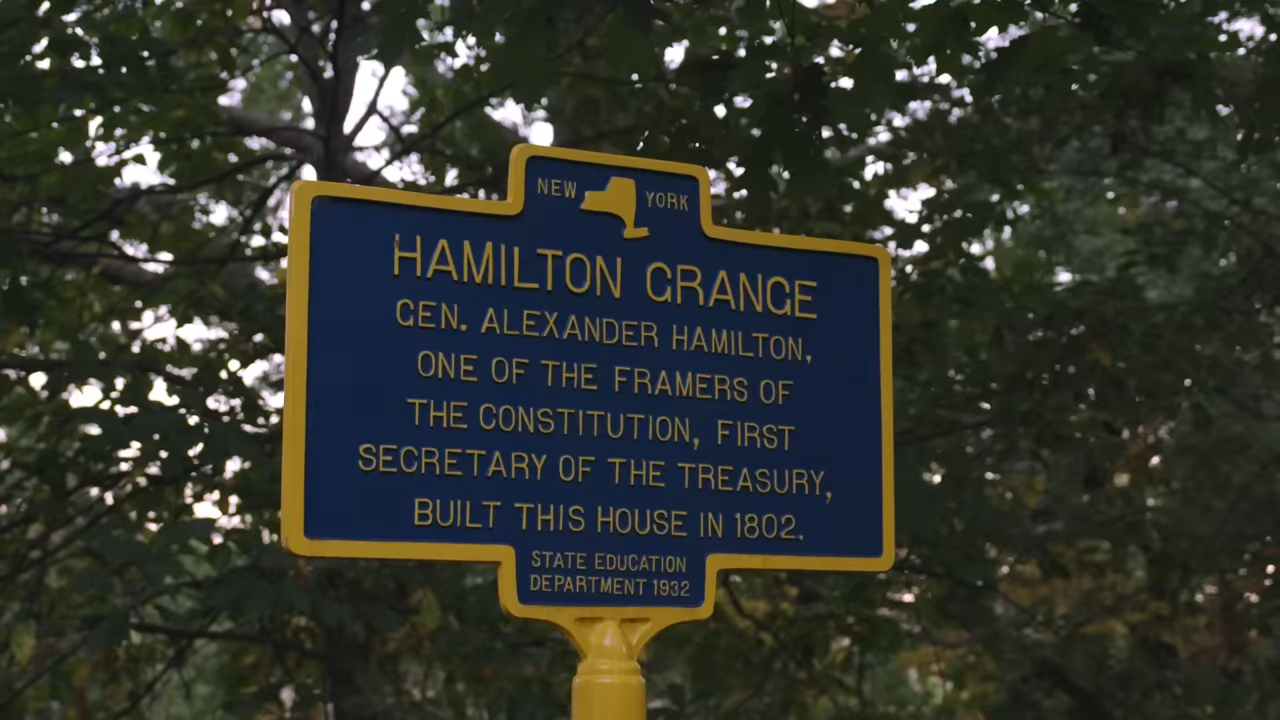 NEW YORK
HAMILTON GRANGE
GEN. ALEXANDER HAMILTON,
ONE OF THE FRAMERS OF
THE CONSTITUTION, FIRST
SECRETARY OF THE TREASURY,
BUILT THIS HOUSE IN 1802.
STATE EDUCATION
DEPARTMENT 1932